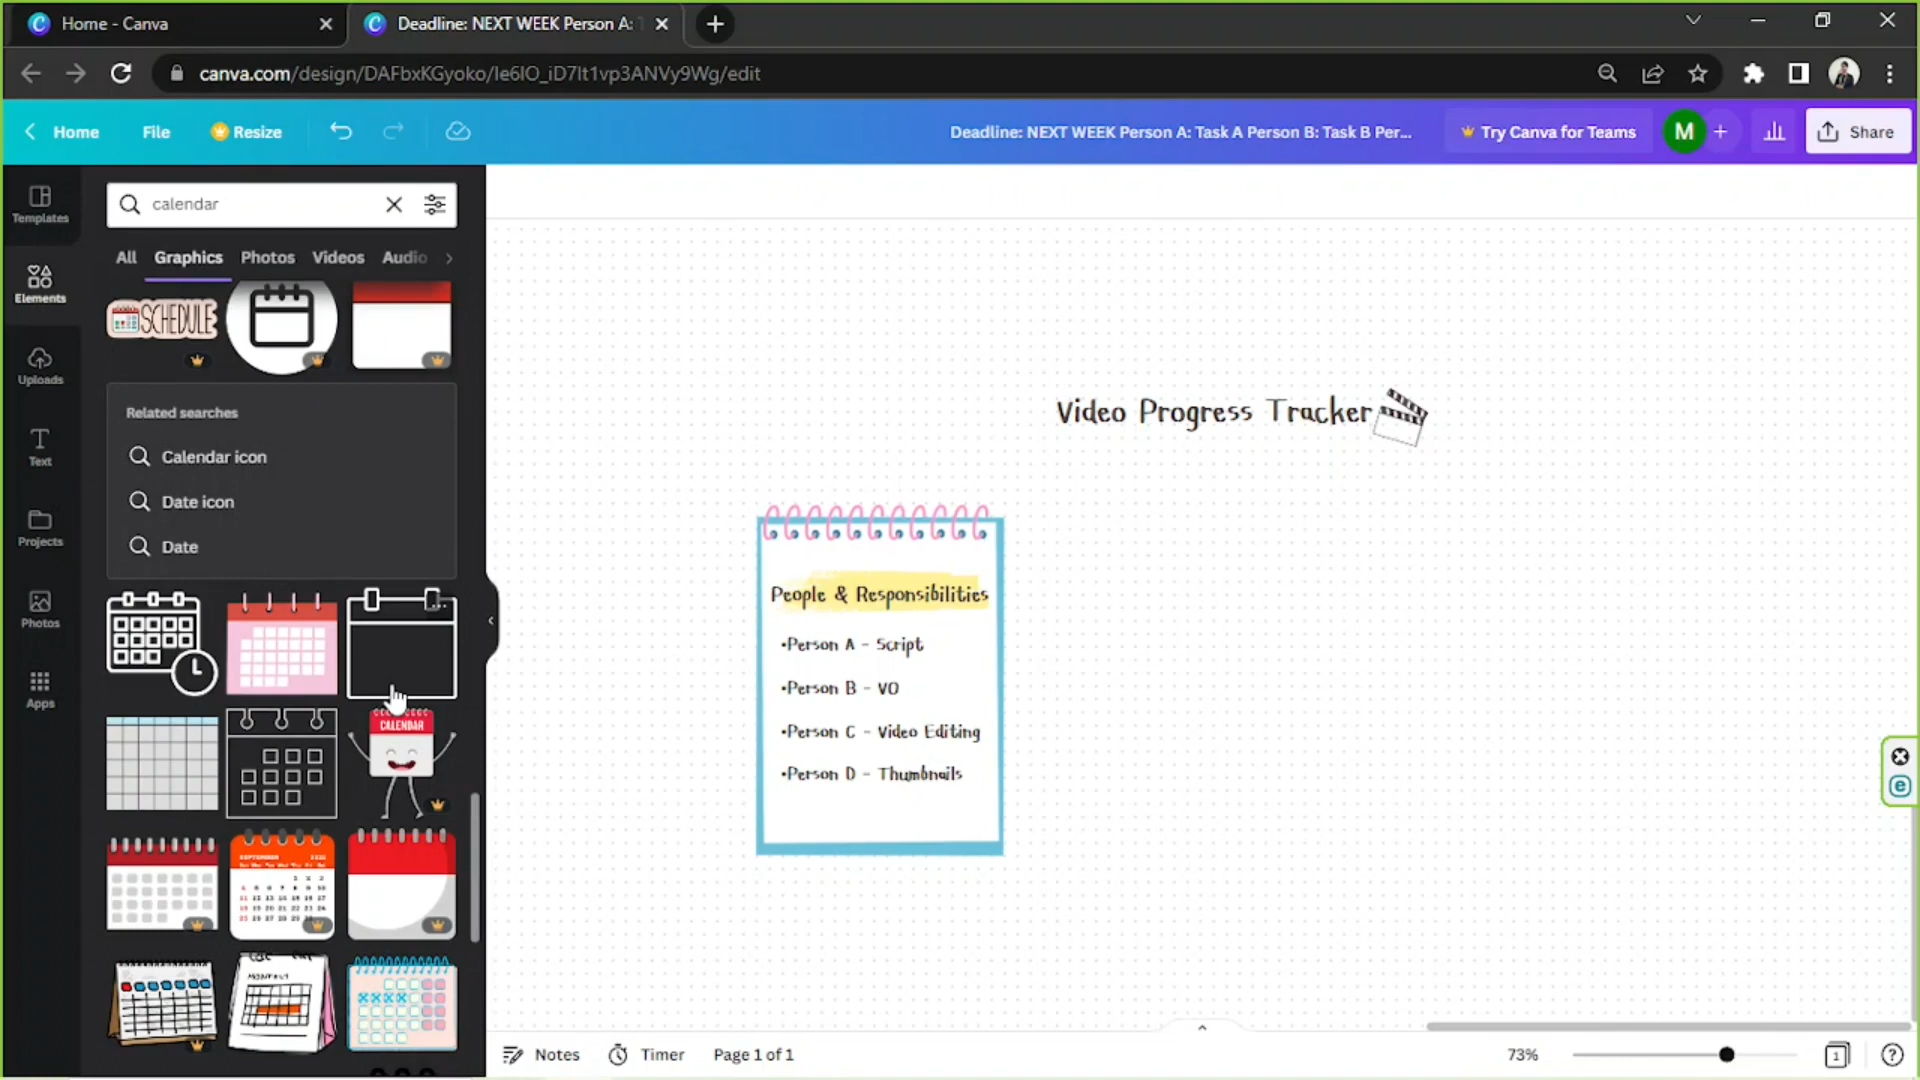 Home - Canva
Deadline: NEXT WEEK Person A:
canva.com/design/DAFbxKGyoko/Ie6IO_iD7It1vp3ANVy9Wg/edit
Home
File
Resize
Deadline: NEXT WEEK Person A: Task A Person B: Task B Per...
Try Canva for Teams
M
Share
Templates
Elements
Uploads
Text
Projects
Photos
Apps
calendar
All
Graphics
Photos
Videos
Audio
SCHEDULE
Related searches
Calendar icon
Date icon
Date
CALENDAR
SEPTEMBER
Video Progress Tracker
People & Responsibilities
•Person A - Script
•Person B - VO
•Person C - Video Editing
•Person D - Thumbnails
Notes
Timer
Page 1 of 1
73%
1